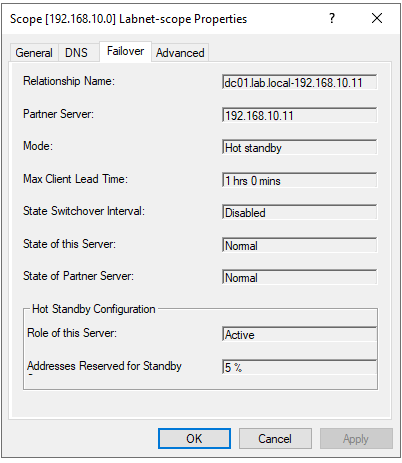 Scope [192.168.10.0] Labnet-scope Properties ? ×
General DNS Failover Advanced
Relationship Name: dc01.lab.local-192.168.10.11
Partner Server: 192.168.10.11
Mode: Hot standby
Max Client Lead Time: 1 hrs 0 mins
State Switchover Interval: Disabled
State of this Server: Normal
State of Partner Server: Normal
Hot Standby Configuration
Role of this Server: Active
Addresses Reserved for Standby 5 %
OK Cancel Apply